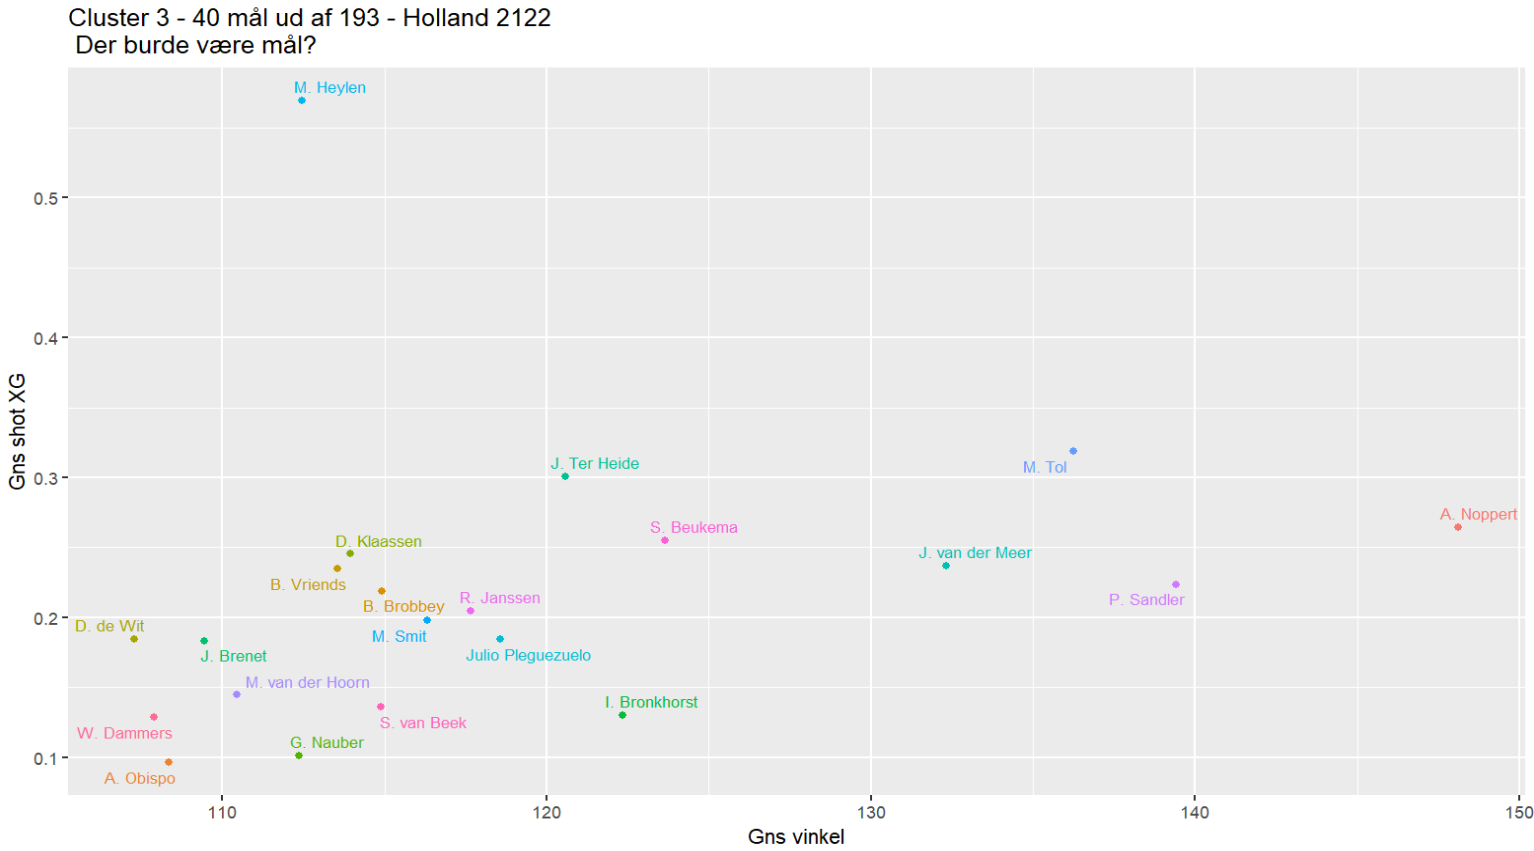 Cluster 3 - 40 mål ud af 193 - Holland 2122
Der burde være mål?
M. Heylen
0.5
0.4
Gns shot XG
J. Ter Heide
M. Tol
0.3
A. Noppert
S. Beukema
D. Klaassen
J. van der Meer
B. Vriends
R. Janssen
P. Sandler
B. Brobbey
0.2
D. de Wit
M. Smit
J. Brenet
Julio Pleguezuelo
M. van der Hoorn
I. Bronkhorst
S. van Beek
W. Dammers
G. Nauber
0.1
A. Obispo
110 120 130 140 150
Gns vinkel